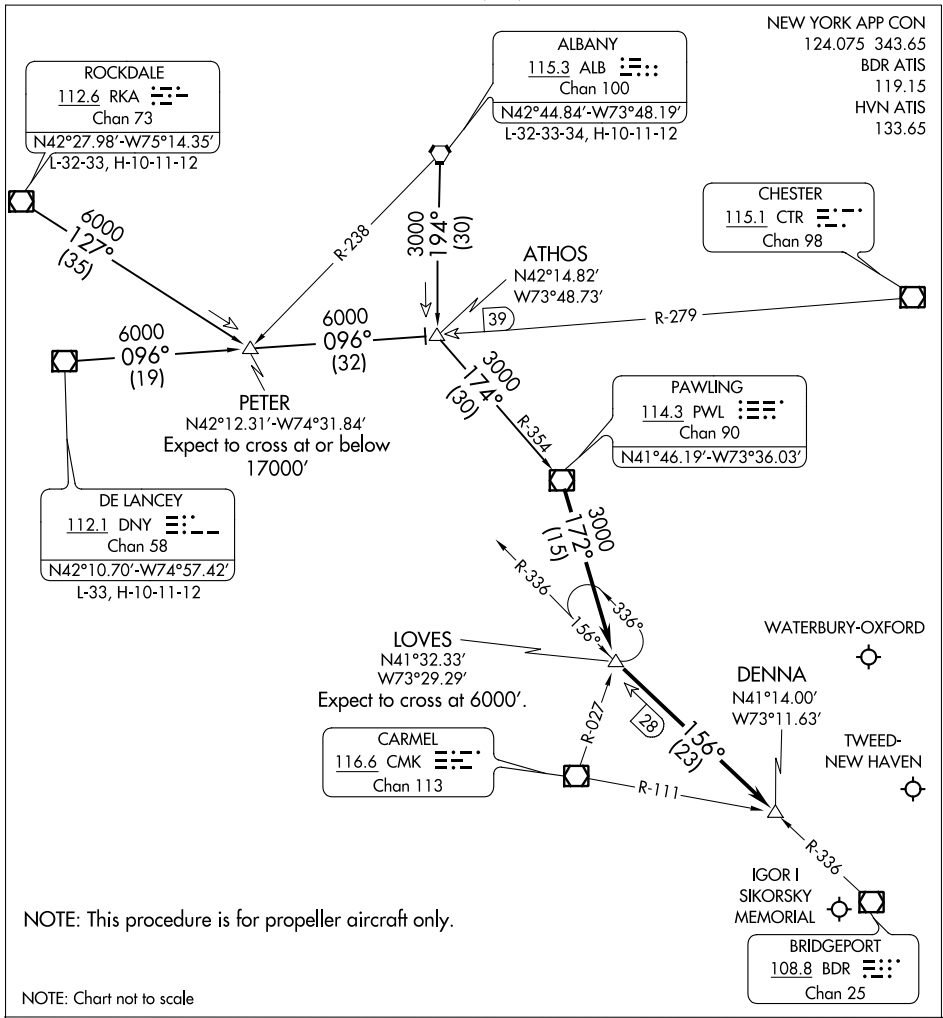 NEW YORK APP CON
124.075 343.65
BDR ATIS
119.15
HVN ATIS
133.65
ALBANY
115.3 ALB
Chan 100
N42°44.84'-W73°48.19'
L-32-33-34, H-10-11-12
ROCKDALE
112.6 RKA
Chan 73
N42°27.98'-W75°14.35'
L-32-33, H-10-11-12
CHESTER
115.1 CTR
Chan 98
6000
127°
(35)
R-238
3000
194°
(30)
ATHOS
N42°14.82'
W73°48.73'
39
R-279
6000
096°
(19)
6000
096°
(32)
PETER
N42°12.31'-W74°31.84'
Expect to cross at or below
17000'
3000
174°
(30)
R-354
PAWLING
114.3 PWL
Chan 90
N41°46.19'-W73°36.03'
DE LANCEY
112.1 DNY
Chan 58
N42°10.70'-W74°57.42'
L-33, H-10-11-12
3000
172°
(15)
R-336
156°
336°
LOVES
N41°32.33'
W73°29.29'
Expect to cross at 6000'.
WATERBURY-OXFORD
DENNA
N41°14.00'
W73°11.63'
28
156°
(23)
R-027
CARMEL
116.6 CMK
Chan 113
R-111
TWEED-
NEW HAVEN
R-336
IGOR I
SIKORSKY
MEMORIAL
BRIDGEPORT
108.8 BDR
Chan 25
NOTE: This procedure is for propeller aircraft only.
NOTE: Chart not to scale